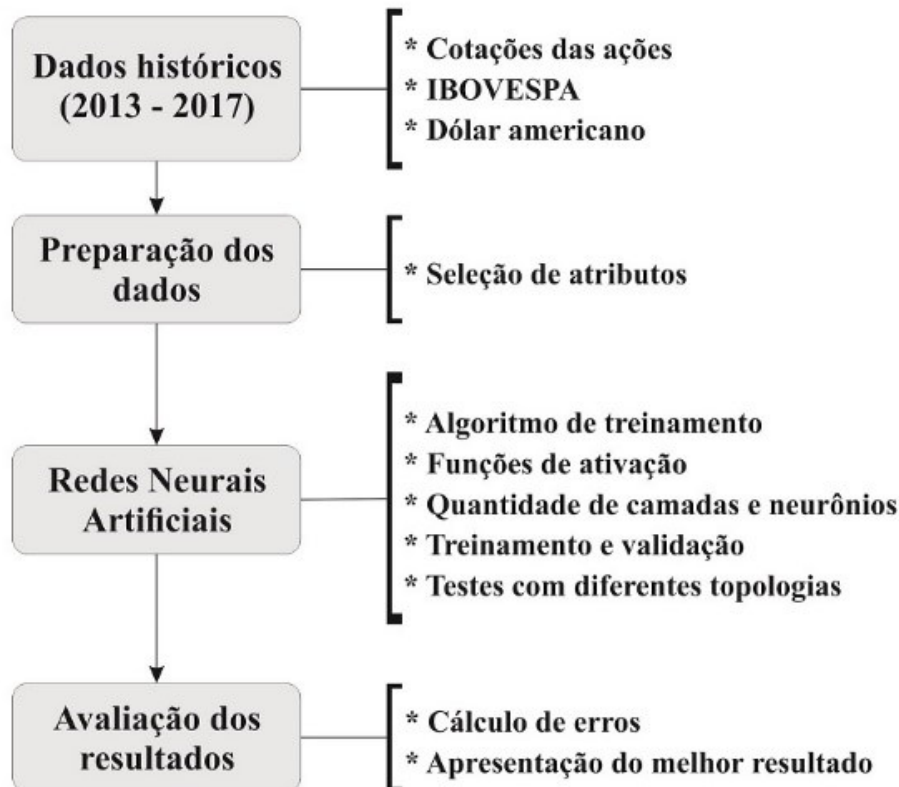 Dados históricos
(2013 - 2017)
* Cotações das ações
* IBOVESPA
* Dólar americano
Preparação dos
dados
* Seleção de atributos
Redes Neurais
Artificiais
* Algoritmo de treinamento
* Funções de ativação
* Quantidade de camadas e neurônios
* Treinamento e validação
* Testes com diferentes topologias
Avaliação dos
resultados
* Cálculo de erros
* Apresentação do melhor resultado